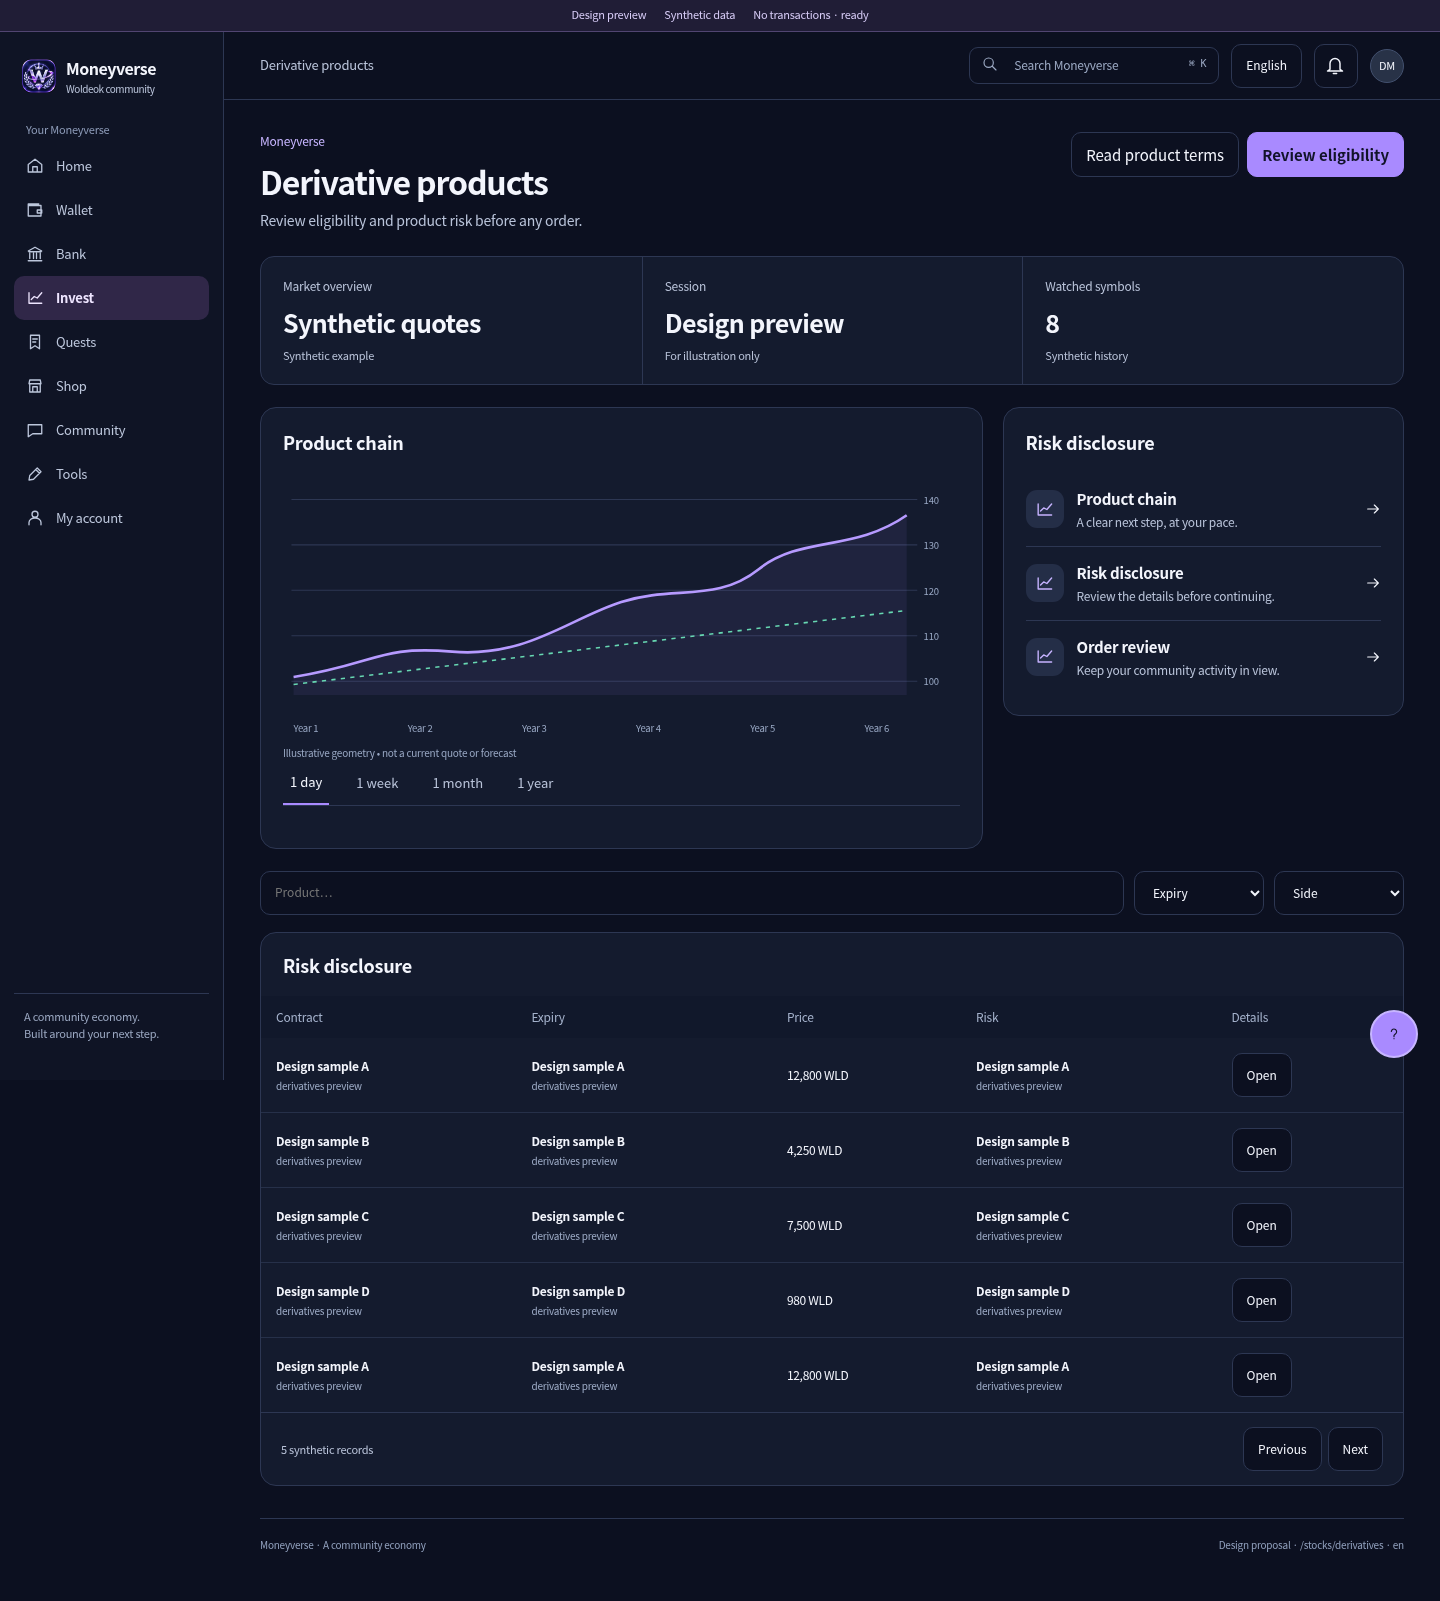 Design preview Synthetic data No transactions · ready
Moneyverse
Woldeok community
Your Moneyverse
Home
Wallet
Bank
Invest
Quests
Shop
Community
Tools
My account
A community economy.
Built around your next step.
Derivative products
Search Moneyverse ⌘ K
English
DM
Moneyverse
Derivative products
Review eligibility and product risk before any order.
Read product terms
Review eligibility
Market overview
Synthetic quotes
Synthetic example
Session
Design preview
For illustration only
Watched symbols
8
Synthetic history
Product chain
140
130
120
110
100
Year 1 Year 2 Year 3 Year 4 Year 5 Year 6
Illustrative geometry • not a current quote or forecast
1 day 1 week 1 month 1 year
Risk disclosure
Product chain
A clear next step, at your pace.
Risk disclosure
Review the details before continuing.
Order review
Keep your community activity in view.
Product… Expiry Side
Risk disclosure
Contract Expiry Price Risk Details
Design sample A Design sample A 12,800 WLD Design sample A Open
derivatives preview derivatives preview derivatives preview
Design sample B Design sample B 4,250 WLD Design sample B Open
derivatives preview derivatives preview derivatives preview
Design sample C Design sample C 7,500 WLD Design sample C Open
derivatives preview derivatives preview derivatives preview
Design sample D Design sample D 980 WLD Design sample D Open
derivatives preview derivatives preview derivatives preview
Design sample A Design sample A 12,800 WLD Design sample A Open
derivatives preview derivatives preview derivatives preview
5 synthetic records
Previous Next
?
Moneyverse · A community economy
Design proposal · /stocks/derivatives · en